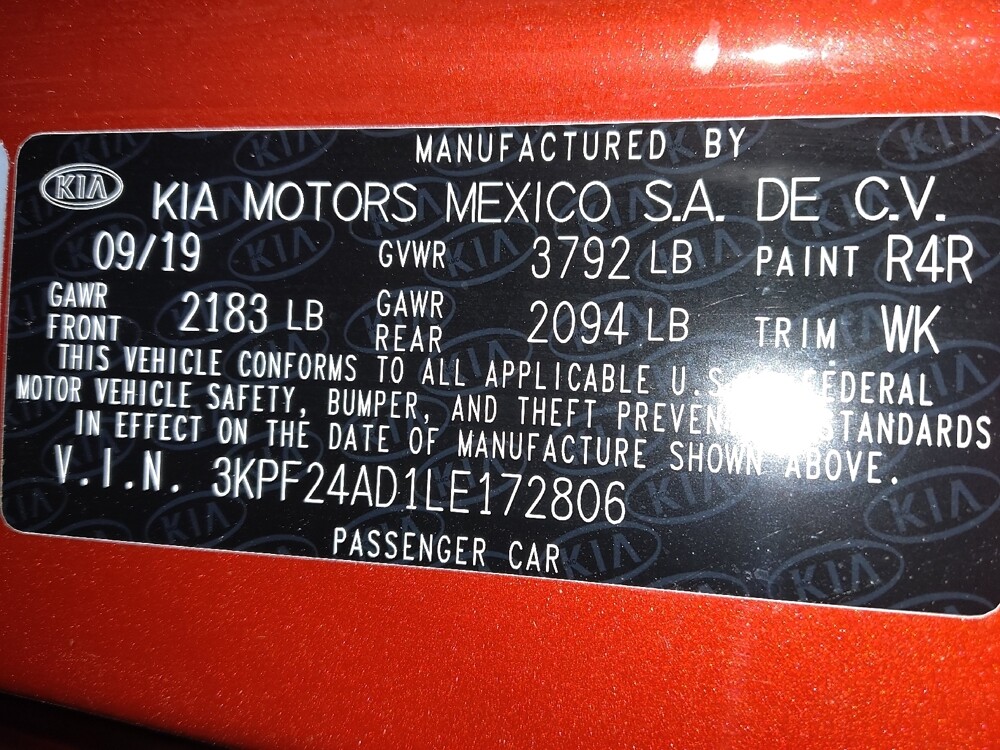 MANUFACTURED BY
KIA KIA MOTORS MEXICO S.A. DE C.V.
09/19 GVWR 3792 LB PAINT R4R
GAWR FRONT 2183 LB GAWR REAR 2094 LB TRIM WK
THIS VEHICLE CONFORMS TO ALL APPLICABLE U.S. FEDERAL
MOTOR VEHICLE SAFETY, BUMPER, AND THEFT STANDARDS
IN EFFECT ON THE DATE OF MANUFACTURE SHOWN ABOVE.
V.I.N. 3KPF24AD1LE172806
PASSENGER CAR